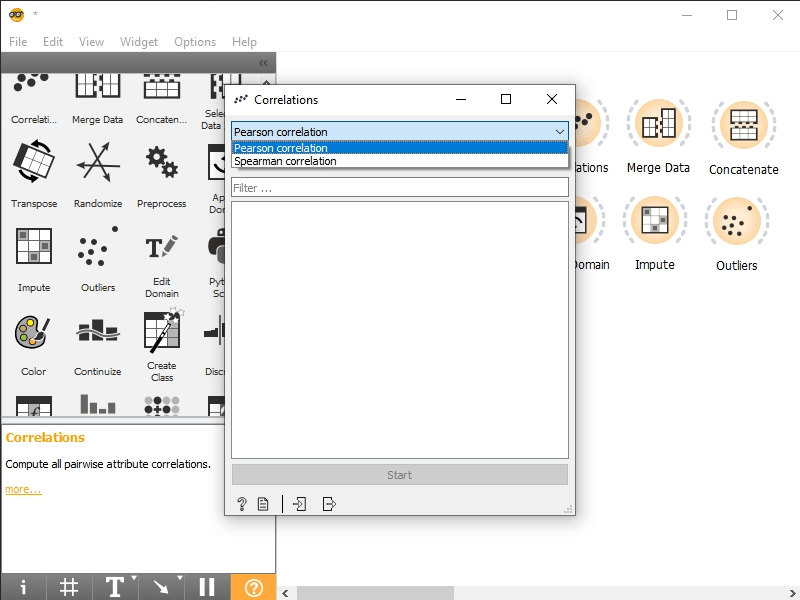 *
File Edit View Widget Options Help
Correlati... Merge Data Concaten... Sele
Data
Transpose Randomize Preprocess Ap
Do
Impute Outliers Edit
Domain
Pyt
Sc
Color Continuize Create
Class
Disc
Correlations
Compute all pairwise attribute correlations.
more...
Correlations
Pearson correlation
Pearson correlation
Spearman correlation
Filter ...
Start
lations Merge Data Concatenate
Domain Impute Outliers